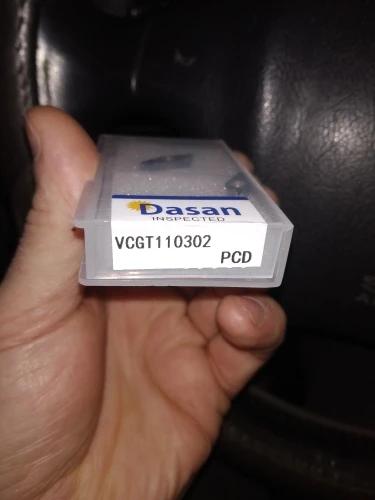 Dasan
INSPECTED
VCGT110302
PCD